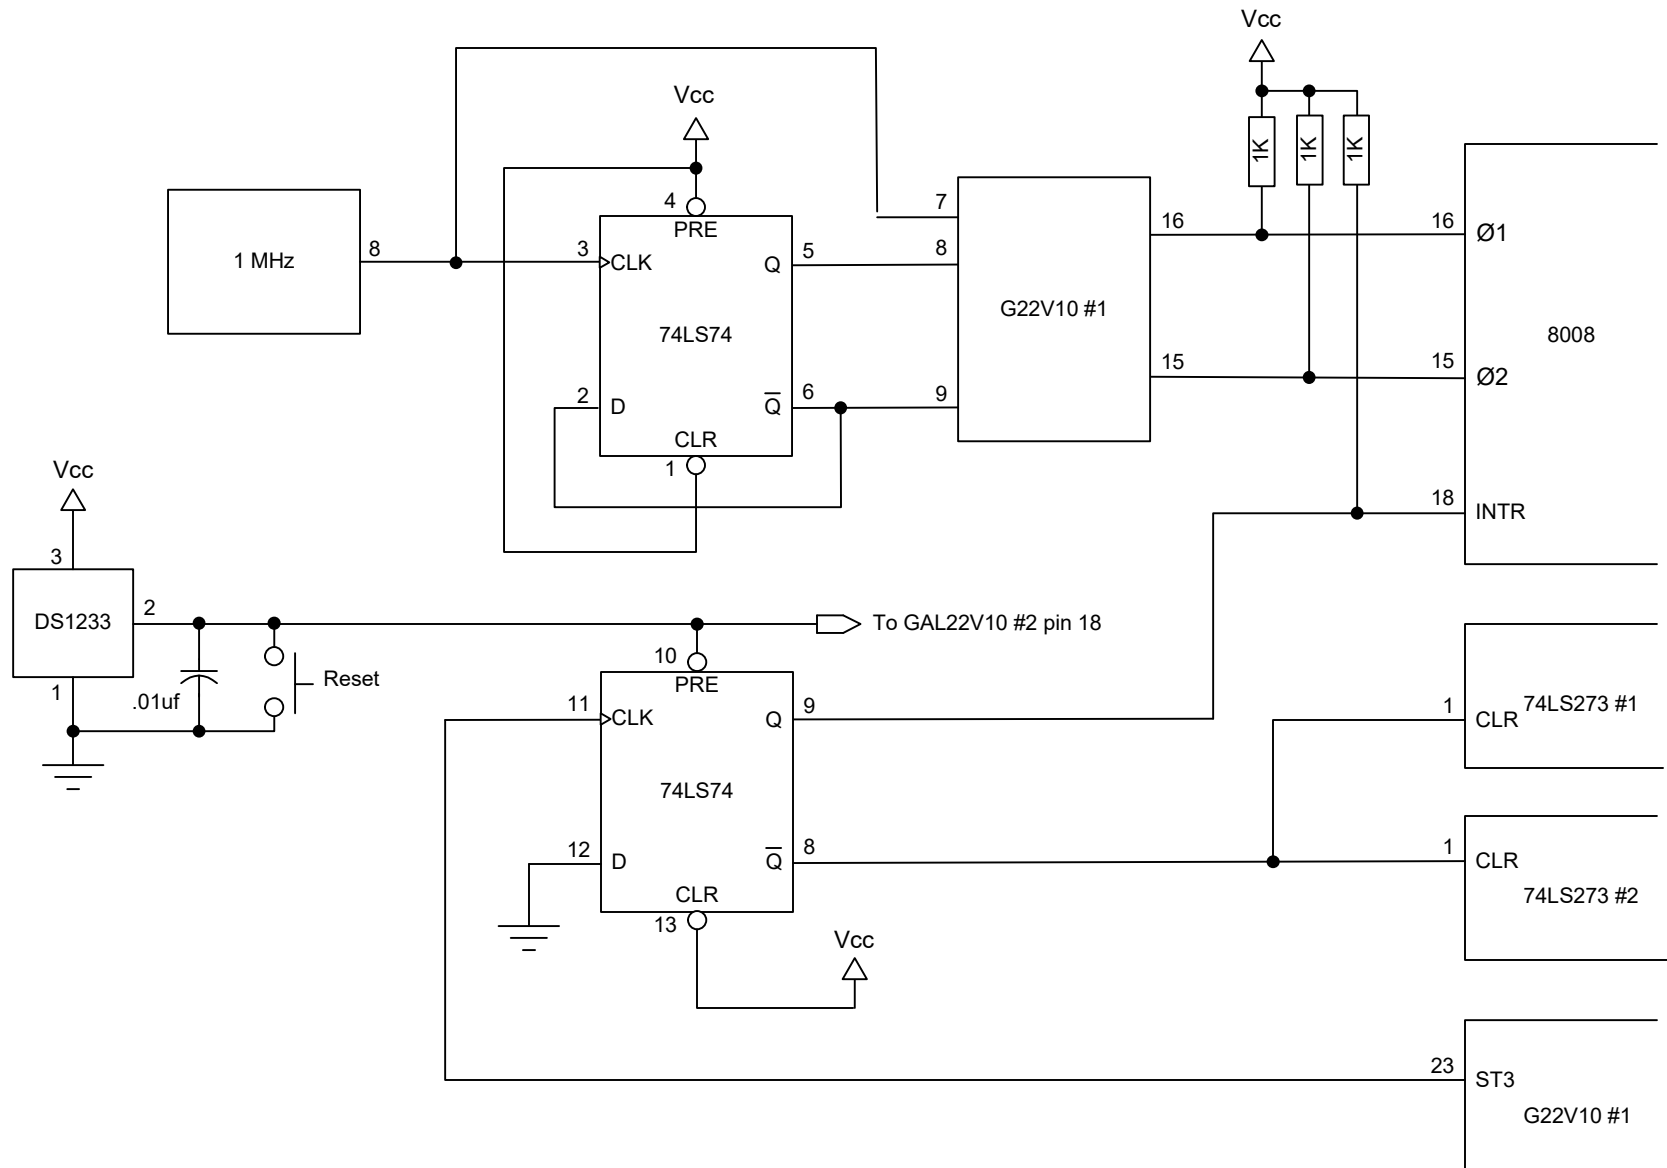 Vcc
Vcc
1K
1K
1K
4
PRE
7
1 MHz
8
3
CLK
Q
5
8
16
16
Ø1
74LS74
G22V10 #1
8008
2
D
Q
6
9
15
15
Ø2
CLR
1
Vcc
18
INTR
3
DS1233
2
To GAL22V10 #2 pin 18
1
.01uf
Reset
10
PRE
11
CLK
Q
9
1
CLR
74LS273 #1
74LS74
12
D
Q
8
1
CLR
74LS273 #2
CLR
13
Vcc
23
ST3
G22V10 #1